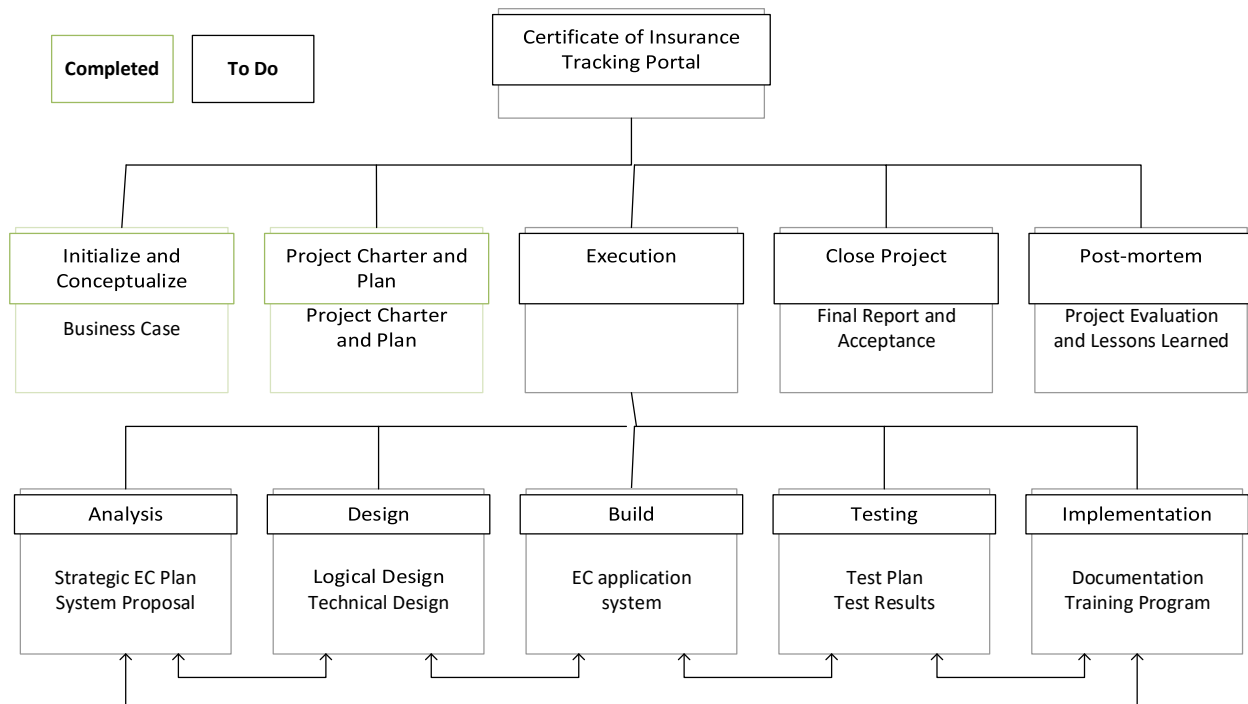 Completed
To Do
Certificate of Insurance
Tracking Portal
Initialize and
Conceptualize
Business Case
Project Charter and
Plan
Project Charter
and Plan
Execution
Close Project
Final Report and
Acceptance
Post-mortem
Project Evaluation
and Lessons Learned
Analysis
Strategic EC Plan
System Proposal
Design
Logical Design
Technical Design
Build
EC application
system
Testing
Test Plan
Test Results
Implementation
Documentation
Training Program